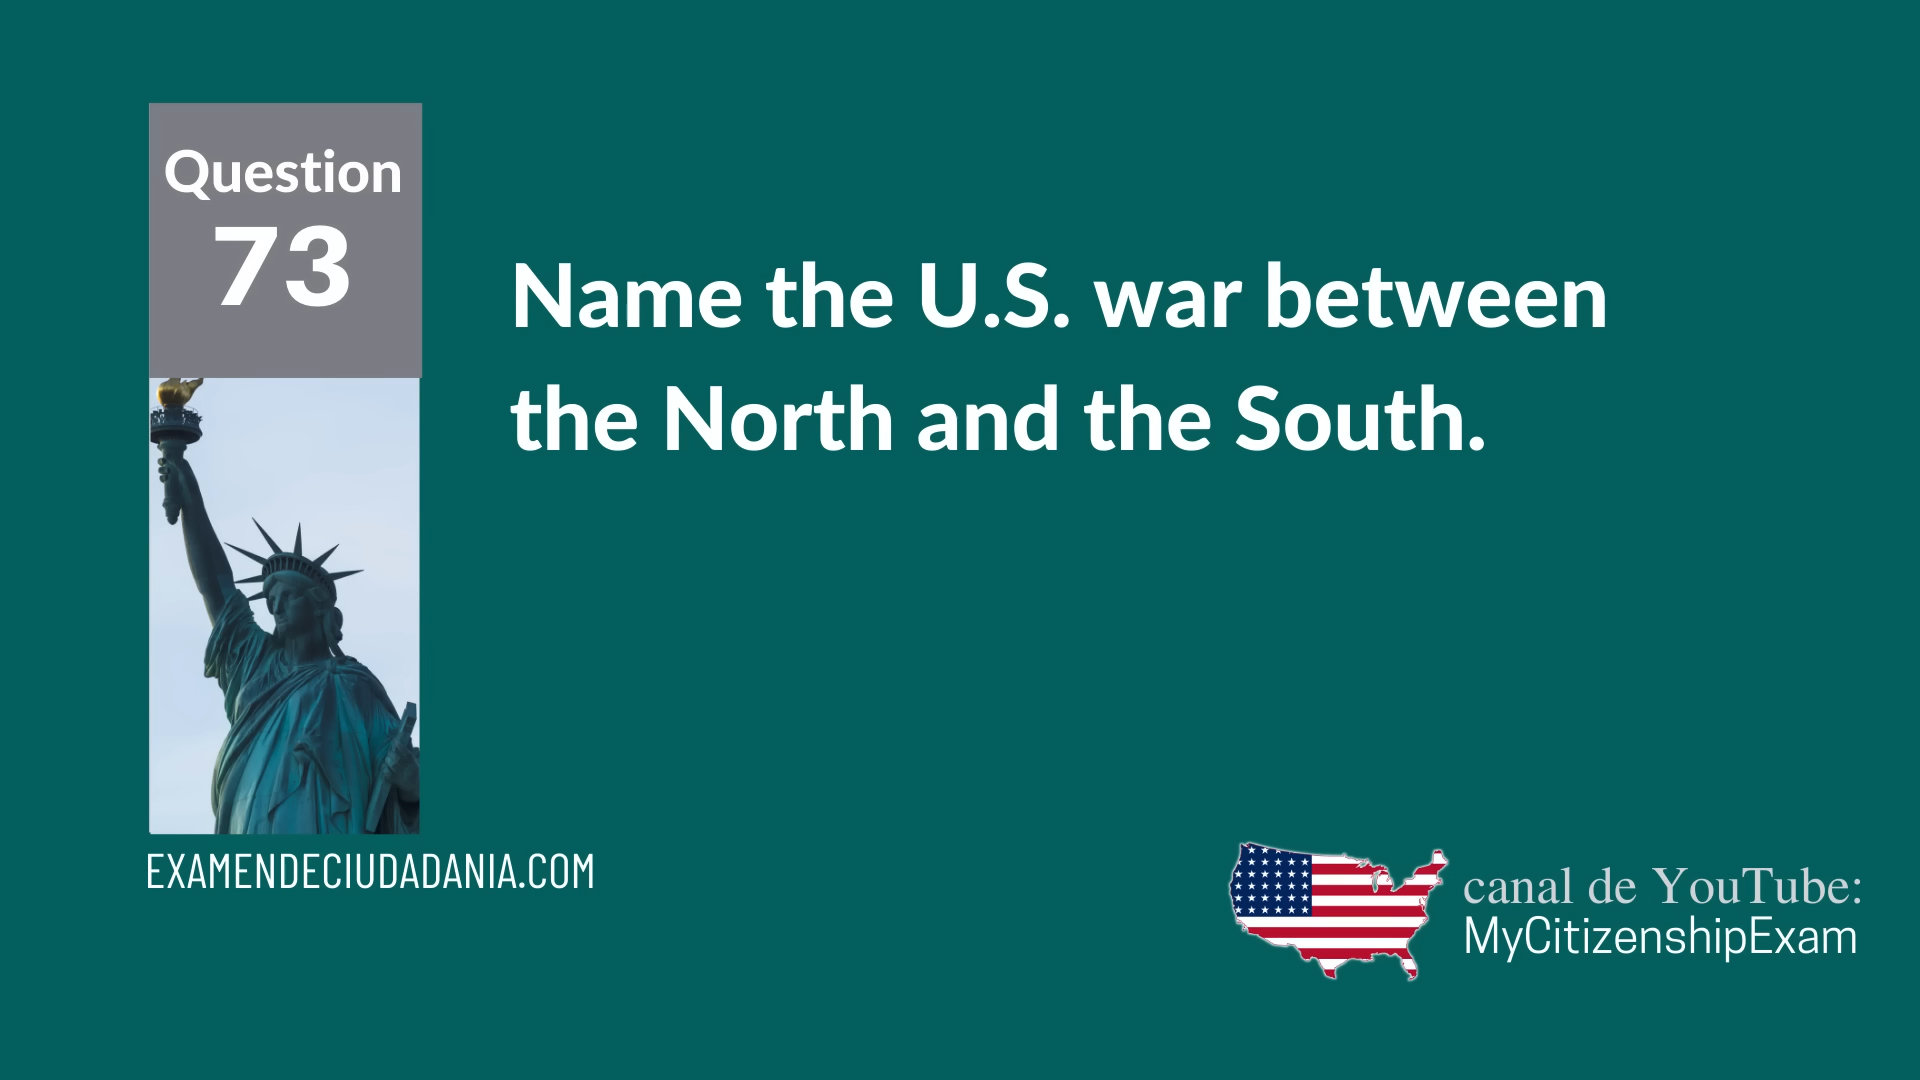 Question
73
Name the U.S. war between
the North and the South.
EXAMENDECIUDADANIA.COM
canal de YouTube:
MyCitizenshipExam